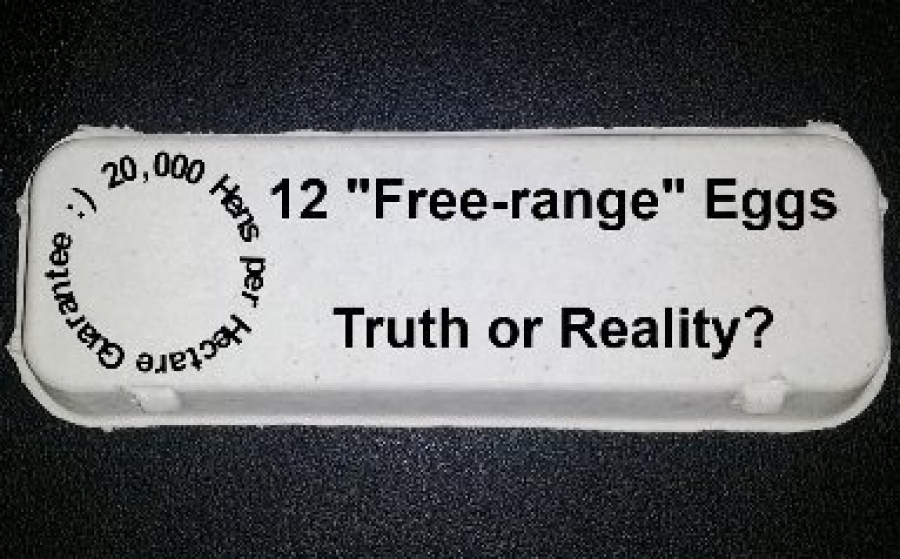 20,000 Hens per Hectare Guarantee :)
12 "Free-range" Eggs
Truth or Reality?